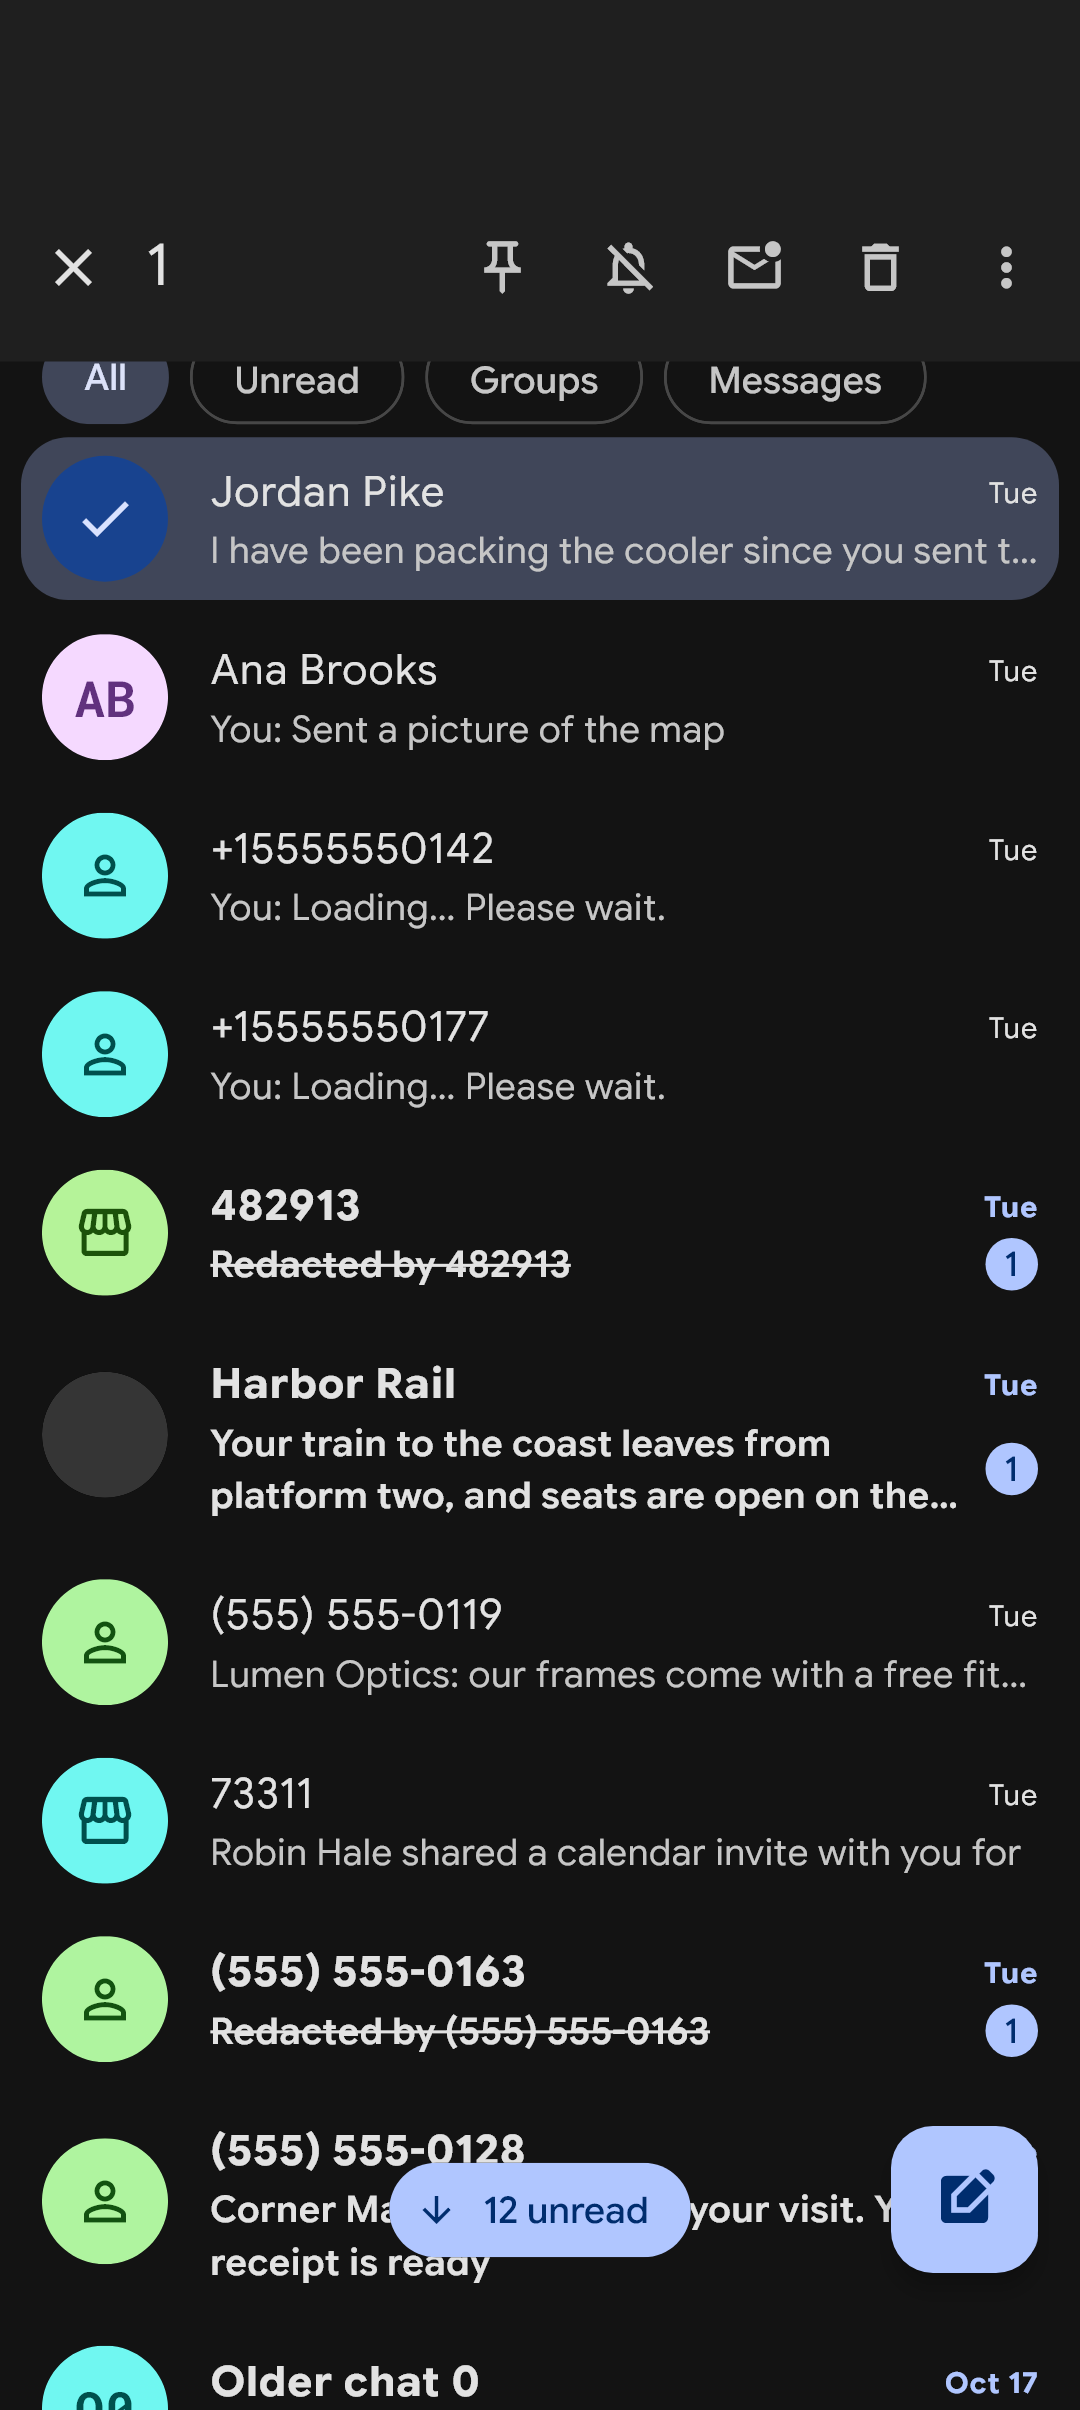 1
All
Unread
Groups
Messages
Jordan Pike
Tue
I have been packing the cooler since you sent t...
AB
Ana Brooks
Tue
You: Sent a picture of the map
+15555550142
Tue
You: Loading... Please wait.
+15555550177
Tue
You: Loading... Please wait.
482913
Tue
Redacted by 482913
1
Harbor Rail
Tue
Your train to the coast leaves from
platform two, and seats are open on the...
1
(555) 555-0119
Tue
Lumen Optics: our frames come with a free fit...
73311
Tue
Robin Hale shared a calendar invite with you for
(555) 555-0163
Tue
Redacted by (555) 555-0163
1
(555) 555-0128
Corner
your visit.
receipt is ready
12 unread
Older chat 0
Oct 17